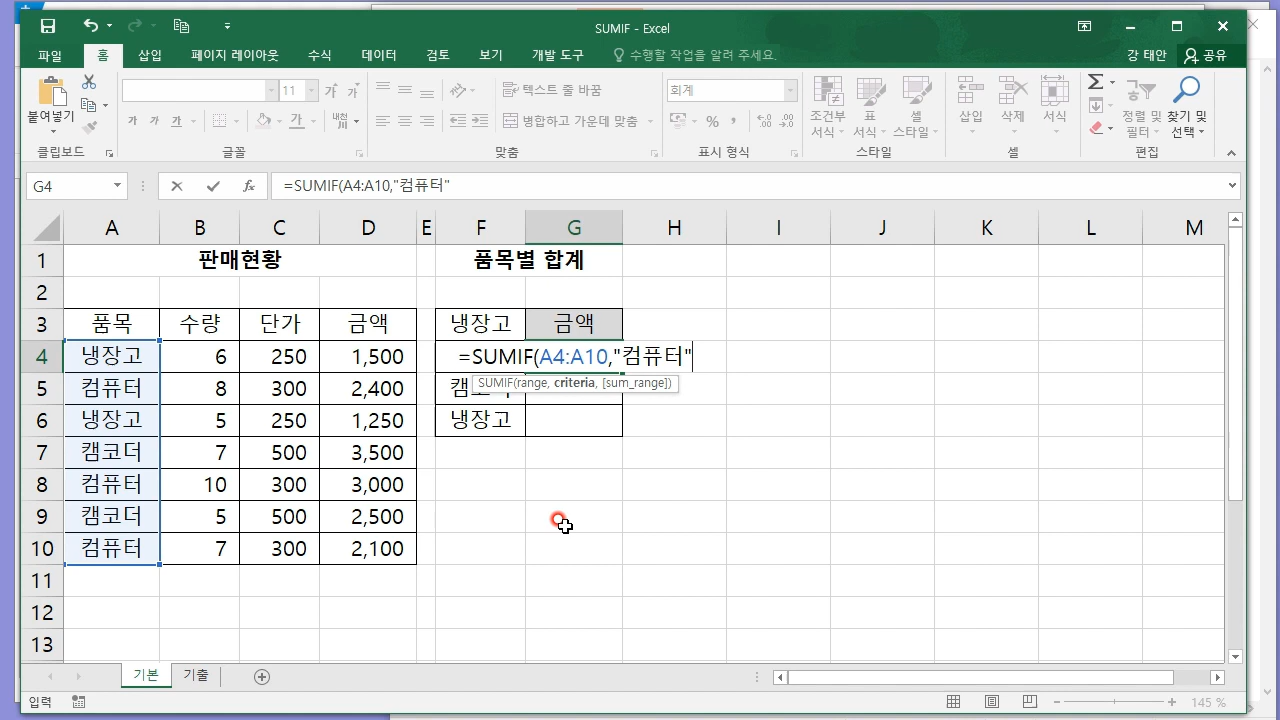 SUMIF - Excel
파일 홈 삽입 페이지 레이아웃 수식 데이터 검토 보기 개발 도구 수행할 작업을 알려 주세요. 강 태안 공유
붙여넣기
11
가 가
가 가 가 가 내천
텍스트 줄 바꿈
병합하고 가운데 맞춤
회계
%
조건부 서식
표 서식
셀 스타일
삽입 삭제 서식
정렬 및 필터
찾기 및 선택
클립보드 글꼴 맞춤 표시 형식 스타일 셀 편집
G4 fx =SUMIF(A4:A10,"컴퓨터"
A B C D E F G H I J K L M
1 판매현황 품목별 합계
2
3 품목 수량 단가 금액 냉장고 금액
4 냉장고 6 250 1,500 =SUMIF(A4:A10,"컴퓨터"
SUMIF(range, criteria, [sum_range])
5 컴퓨터 8 300 2,400
6 냉장고 5 250 1,250 냉장고
7 캠코더 7 500 3,500
8 컴퓨터 10 300 3,000
9 캠코더 5 500 2,500
10 컴퓨터 7 300 2,100
11
12
13
기본 기출
입력 145 %